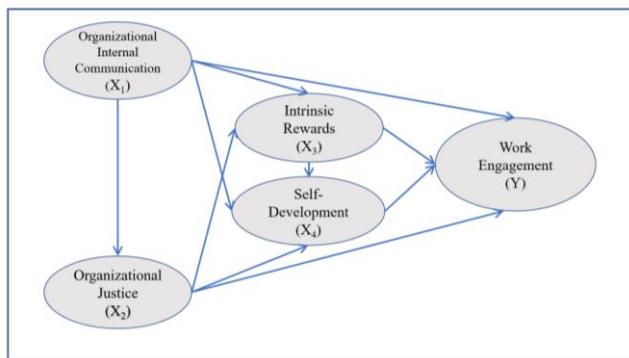 Organizational
Internal
Communication
(X₁)
Intrinsic
Rewards
(X₃)
Work
Engagement
(Y)
Self-
Development
(X₄)
Organizational
Justice
(X₂)